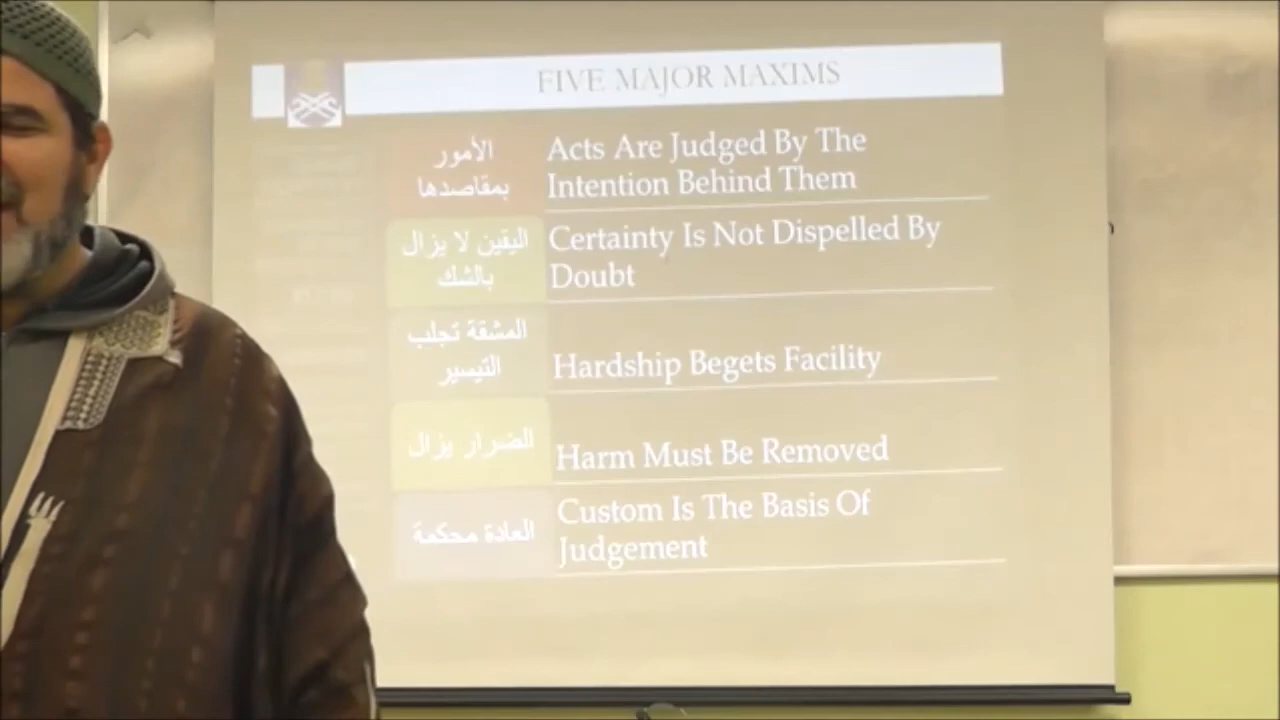 FIVE MAJOR MAXIMS
الأمور
بمقاصدها
Acts Are Judged By The
Intention Behind Them
اليقين لا يزال
بالشك
Certainty Is Not Dispelled By
Doubt
المشقة تجلب
التيسير
Hardship Begets Facility
الضرار يزال
Harm Must Be Removed
العادة محكمة
Custom Is The Basis Of
Judgement